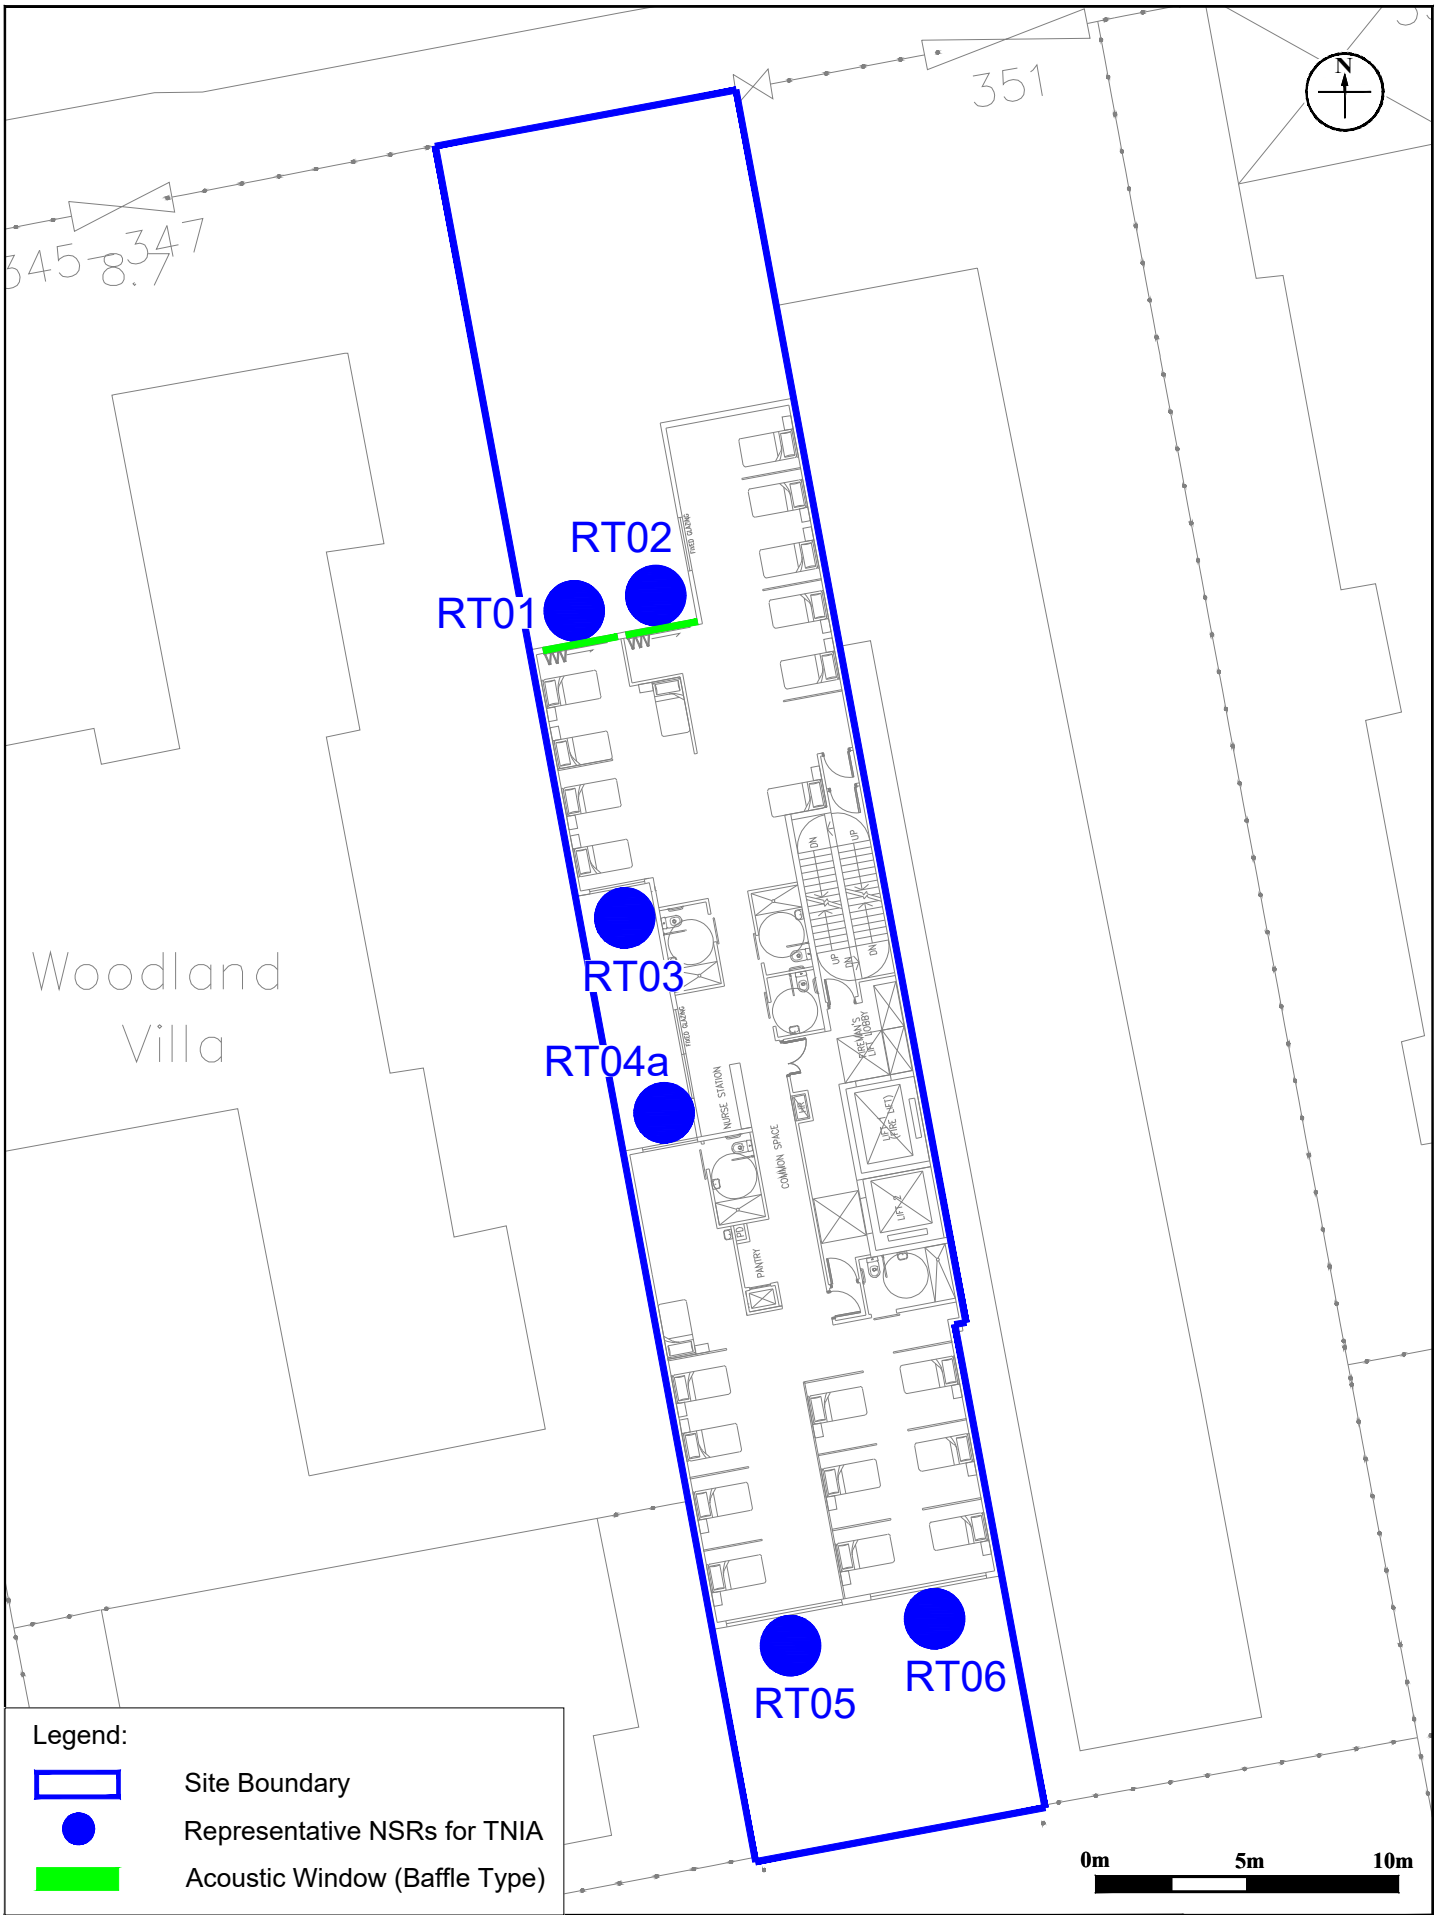 N
351
345-347
8.7
FIXED GLAZING
RT02
RT01
DN
UP
UP
DN
DN
RT03
Woodland
Villa
FIXED GLAZING
FIREMAN'S
LIFT LOBBY
RT04a
NURSE STATION
HR
LIFT 1
(FIRE LIFT)
COMMON SPACE
LIFT 2
PD
PANTRY
RT06
RT05
Legend:
Site Boundary
Representative NSRs for TNIA
Acoustic Window (Baffle Type)
0m 5m 10m